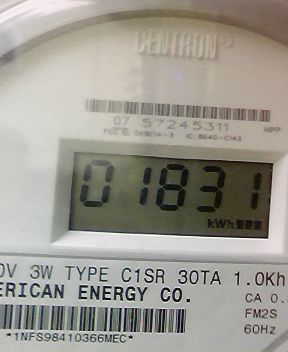 CENTRON®
07 57245311
HPP
01831
kWh
0V 3W TYPE C1SR 30TA 1.0Kh
ERICAN ENERGY CO.
CA 0.
FM2S
60Hz
*1NFS98410366MEC*